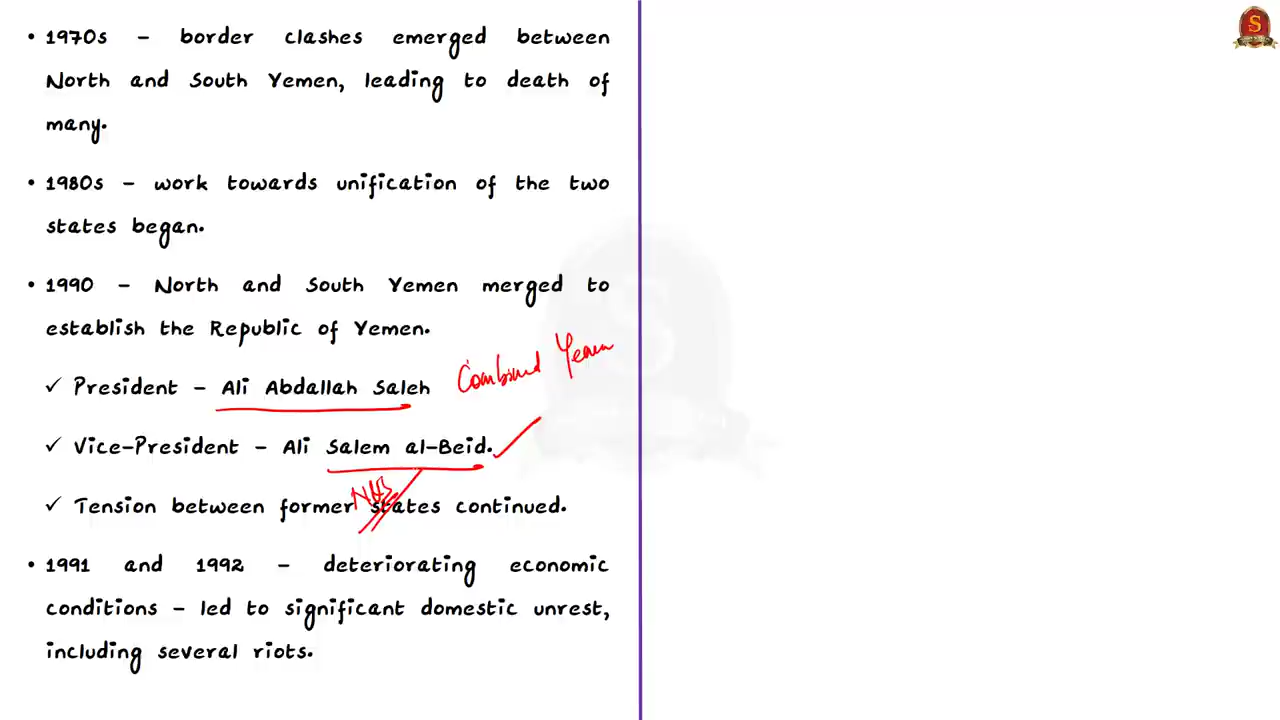 • 1970s – border clashes emerged between
North and South Yemen, leading to death of
many.
• 1980s – work towards unification of the two
states began.
• 1990 – North and South Yemen merged to
establish the Republic of Yemen.
Combined Yemen
✓ President – Ali Abdallah Saleh
✓ Vice-President – Ali Salem al-Beid.
✓ Tension between former states continued.
• 1991 and 1992 – deteriorating economic
conditions – led to significant domestic unrest,
including several riots.